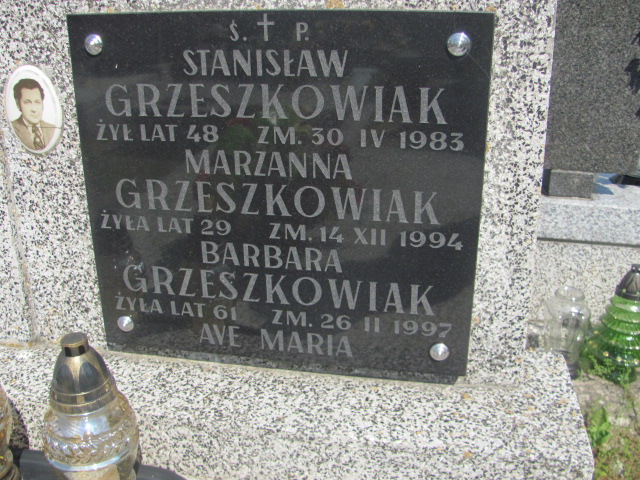 Ś. † P.
STANISŁAW
GRZESZKOWIAK
ŻYŁ LAT 48 ZM. 30 IV 1983
MARZANNA
GRZESZKOWIAK
ŻYŁA LAT 29 ZM. 14 XII 1994
BARBARA
GRZESZKOWIAK
ŻYŁA LAT 61 ZM. 26 II 1997
AVE MARIA